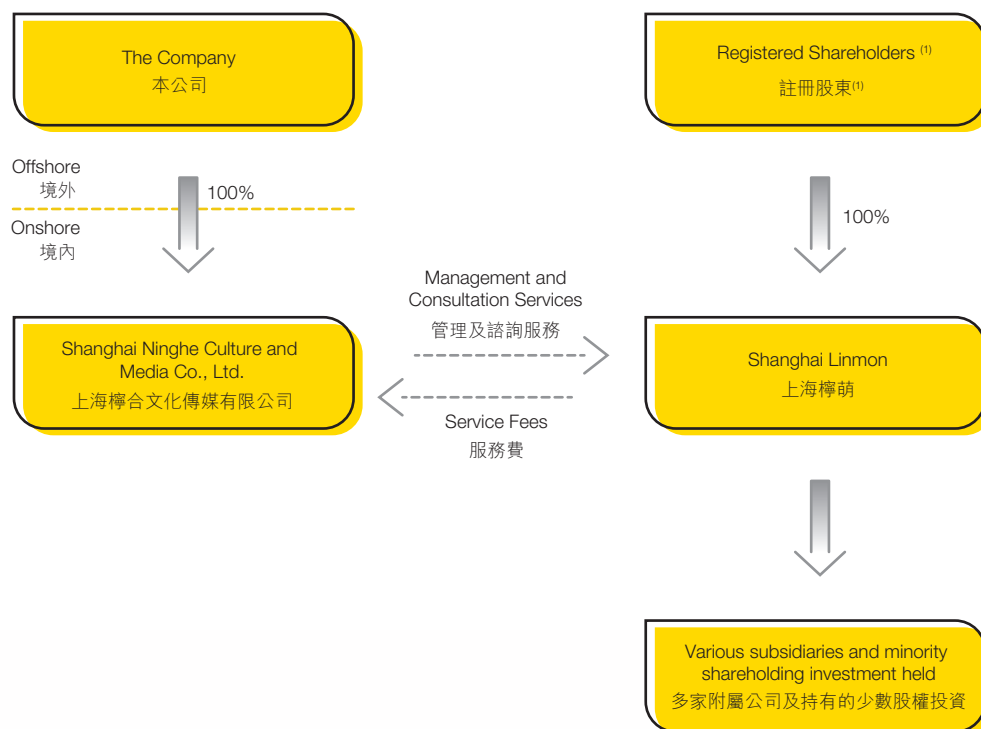 The Company
本公司
Registered Shareholders (1)
註冊股東(1)
Offshore
境外
100%
Onshore
境內
100%
Management and
Consultation Services
管理及諮詢服務
Shanghai Ninghe Culture and
Media Co., Ltd.
上海檸合文化傳媒有限公司
Shanghai Linmon
上海檸萌
Service Fees
服務費
Various subsidiaries and minority
shareholding investment held
多家附屬公司及持有的少數股權投資